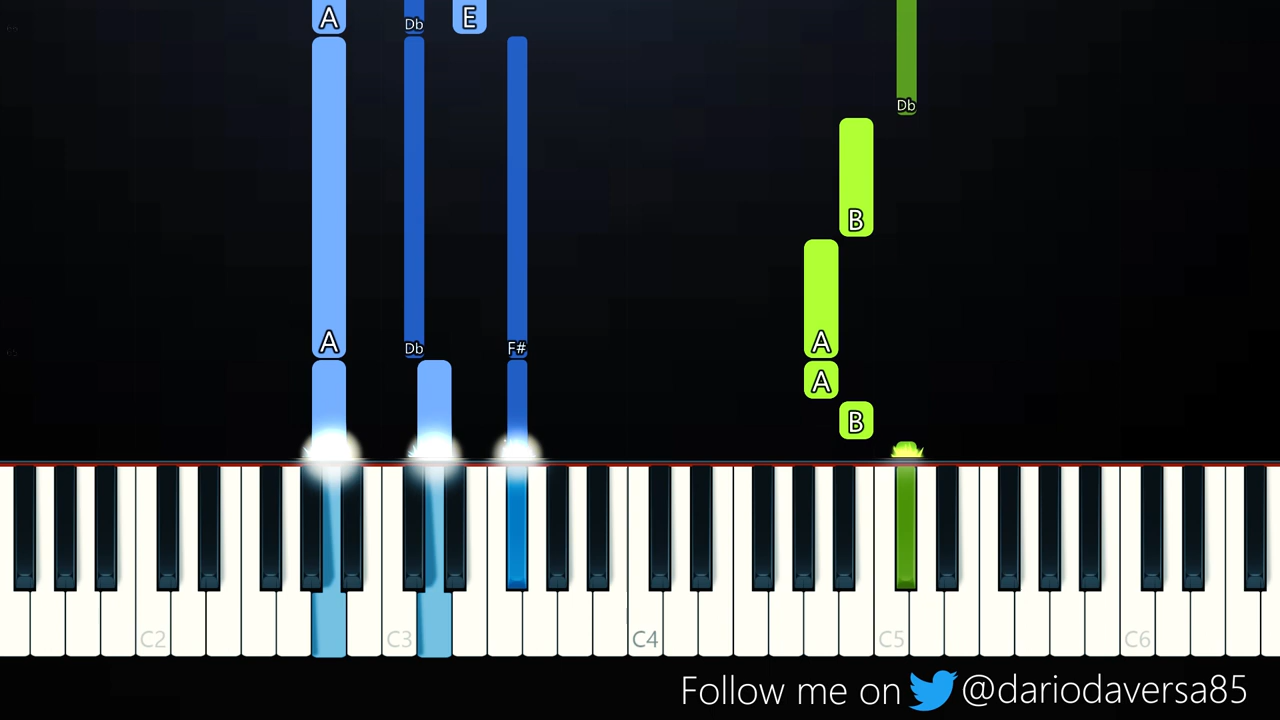 A Db E
Db
B
A Db F# A
A
B
C2 C3 C4 C5 C6
Follow me on @dariodaversa85